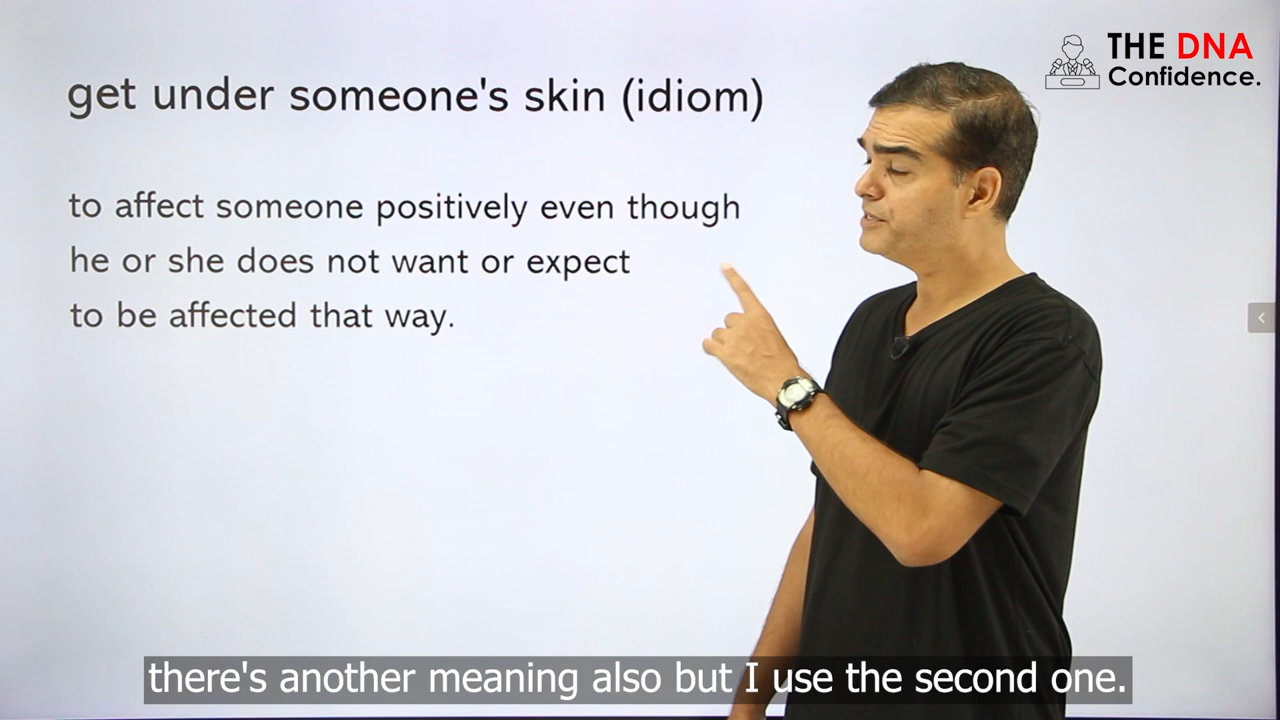 THE DNA
Confidence.
get under someone's skin (idiom)
to affect someone positively even though
he or she does not want or expect
to be affected that way.
there's another meaning also but I use the second one.